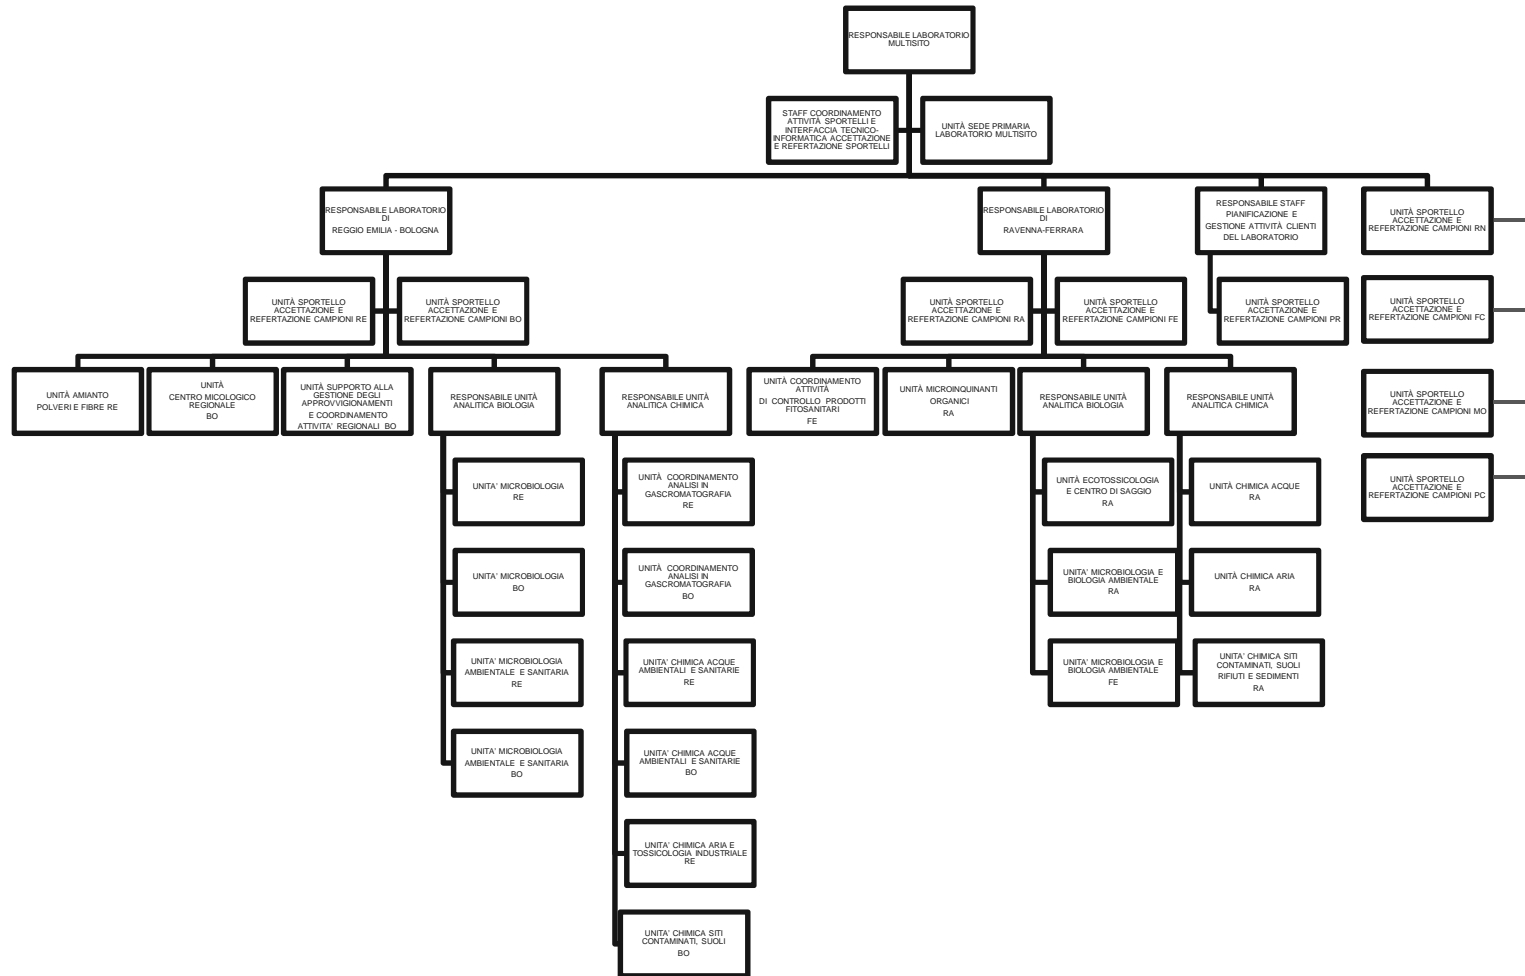 RESPONSABILE LABORATORIO
MULTISITO
STAFF COORDINAMENTO
ATTIVITÀ SPORTELLI E
INTERFACCIA TECNICO-
INFORMATICA ACCETTAZIONE
E REFERTAZIONE SPORTELLI
UNITÀ SEDE PRIMARIA
LABORATORIO MULTISITO
RESPONSABILE LABORATORIO
DI
REGGIO EMILIA - BOLOGNA
RESPONSABILE LABORATORIO
DI
RAVENNA-FERRARA
RESPONSABILE STAFF
PIANIFICAZIONE E
GESTIONE ATTIVITÀ CLIENTI
DEL LABORATORIO
UNITÀ SPORTELLO
ACCETTAZIONE E
REFERTAZIONE CAMPIONI RN
UNITÀ SPORTELLO
ACCETTAZIONE E
REFERTAZIONE CAMPIONI RE
UNITÀ SPORTELLO
ACCETTAZIONE E
REFERTAZIONE CAMPIONI BO
UNITÀ SPORTELLO
ACCETTAZIONE E
REFERTAZIONE CAMPIONI RA
UNITÀ SPORTELLO
ACCETTAZIONE E
REFERTAZIONE CAMPIONI FE
UNITÀ SPORTELLO
ACCETTAZIONE E
REFERTAZIONE CAMPIONI PR
UNITÀ SPORTELLO
ACCETTAZIONE E
REFERTAZIONE CAMPIONI FC
UNITÀ AMIANTO
POLVERI E FIBRE RE
UNITÀ
CENTRO MICOLOGICO
REGIONALE
BO
UNITÀ SUPPORTO ALLA
GESTIONE DEGLI
APPROVVIGIONAMENTI
E COORDINAMENTO
ATTIVITA' REGIONALI BO
RESPONSABILE UNITÀ
ANALITICA BIOLOGIA
RESPONSABILE UNITÀ
ANALITICA CHIMICA
UNITÀ COORDINAMENTO
ATTIVITÀ
DI CONTROLLO PRODOTTI
FITOSANITARI
FE
UNITÀ MICROINQUINANTI
ORGANICI
RA
RESPONSABILE UNITÀ
ANALITICA BIOLOGIA
RESPONSABILE UNITÀ
ANALITICA CHIMICA
UNITÀ SPORTELLO
ACCETTAZIONE E
REFERTAZIONE CAMPIONI MO
UNITA' MICROBIOLOGIA
RE
UNITÀ COORDINAMENTO
ANALISI IN
GASCROMATOGRAFIA
RE
UNITÀ ECOTOSSICOLOGIA
E CENTRO DI SAGGIO
RA
UNITÀ CHIMICA ACQUE
RA
UNITÀ SPORTELLO
ACCETTAZIONE E
REFERTAZIONE CAMPIONI PC
UNITA' MICROBIOLOGIA
BO
UNITÀ COORDINAMENTO
ANALISI IN
GASCROMATOGRAFIA
BO
UNITA' MICROBIOLOGIA E
BIOLOGIA AMBIENTALE
RA
UNITÀ CHIMICA ARIA
RA
UNITA' MICROBIOLOGIA
AMBIENTALE E SANITARIA
RE
UNITA' CHIMICA ACQUE
AMBIENTALI E SANITARIE
RE
UNITA' MICROBIOLOGIA E
BIOLOGIA AMBIENTALE
FE
UNITA' CHIMICA SITI
CONTAMINATI, SUOLI
RIFIUTI E SEDIMENTI
RA
UNITA' MICROBIOLOGIA
AMBIENTALE E SANITARIA
BO
UNITA' CHIMICA ACQUE
AMBIENTALI E SANITARIE
BO
UNITA' CHIMICA ARIA E
TOSSICOLOGIA INDUSTRIALE
RE
UNITA' CHIMICA SITI
CONTAMINATI, SUOLI
BO